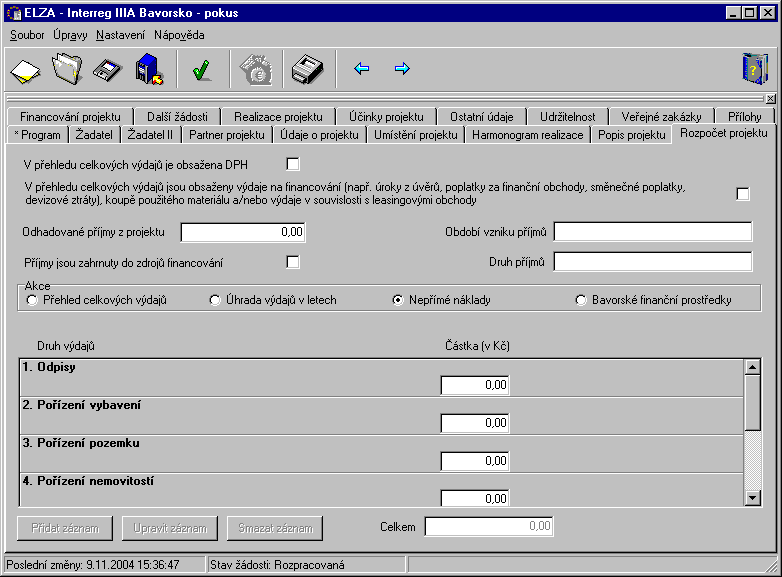 ELZA - Interreg IIIA Bavorsko - pokus
Soubor Úpravy Nastavení Nápověda
Financování projektu Další žádosti Realizace projektu Účinky projektu Ostatní údaje Udržitelnost Veřejné zakázky Přílohy
* Program Žadatel Žadatel II Partner projektu Údaje o projektu Umístění projektu Harmonogram realizace Popis projektu Rozpočet projektu
V přehledu celkových výdajů je obsažena DPH
V přehledu celkových výdajů jsou obsaženy výdaje na financování (např. úroky z úvěrů, poplatky za finanční obchody, směnečné poplatky,
devizové ztráty), koupě použitého materiálu a/nebo výdaje v souvislosti s leasingovými obchody
Odhadované příjmy z projektu 0,00 Období vzniku příjmů
Příjmy jsou zahrnuty do zdrojů financování Druh příjmů
Akce
Přehled celkových výdajů Úhrada výdajů v letech Nepřímé náklady Bavorské finanční prostředky
Druh výdajů Částka (v Kč)
1. Odpisy
0,00
2. Pořízení vybavení
0,00
3. Pořízení pozemku
0,00
4. Pořízení nemovitostí
0,00
Přidat záznam Upravit záznam Smazat záznam Celkem 0,00
Poslední změny: 9.11.2004 15:36:47 Stav žádosti: Rozpracovaná